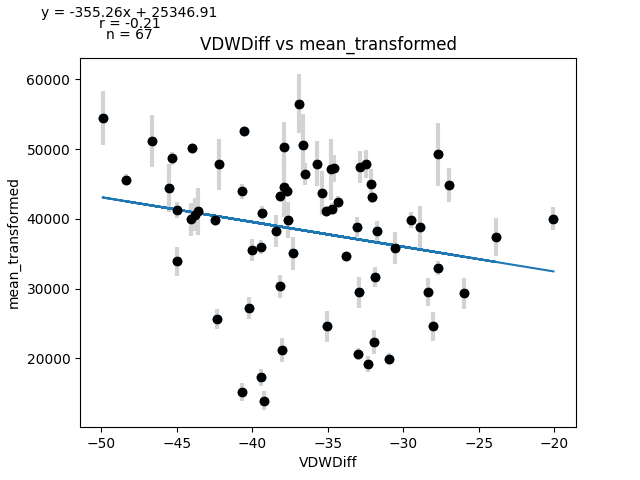 y = -355.26x + 25346.91
r = -0.21
n = 67
VDWDiff vs mean_transformed
60000
50000
40000
30000
20000
mean_transformed
−50
−45
−40
−35
−30
−25
−20
VDWDiff